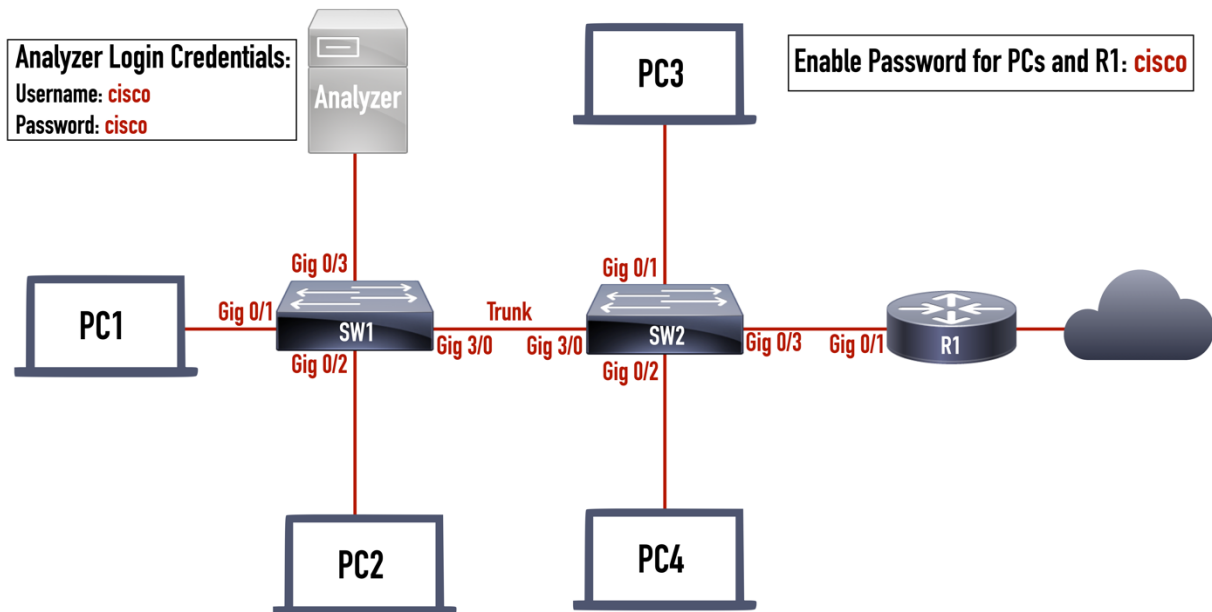 Analyzer Login Credentials:
Username: cisco
Password: cisco
Analyzer
PC3
Enable Password for PCs and R1: cisco
Gig 0/3
Gig 0/1
PC1
Gig 0/1
SW1
Trunk
Gig 3/0
Gig 3/0
SW2
Gig 0/3
Gig 0/1
R1
Gig 0/2
Gig 0/2
PC2
PC4